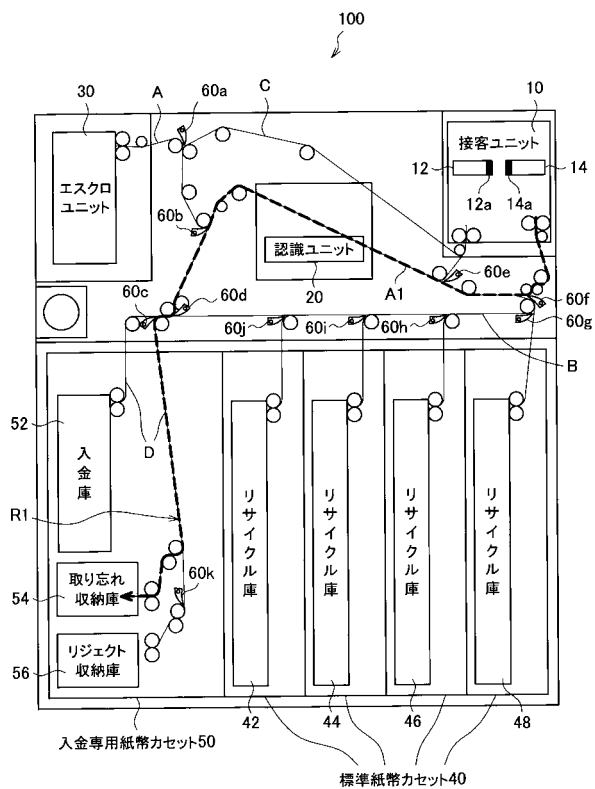 100
30
A
60a
C
10
接客ユニット
12
14
12a
14a
エスクロ
ユニット
60b
認識ユニット
20
A1
60e
60c
60d
60f
60j
60i
60h
60g
B
52
入金庫
D
リサイクル庫
リサイクル庫
リサイクル庫
リサイクル庫
R1
取り忘れ
収納庫
54
60k
リジェクト
収納庫
56
42
44
46
48
入金専用紙幣カセット50
標準紙幣カセット40